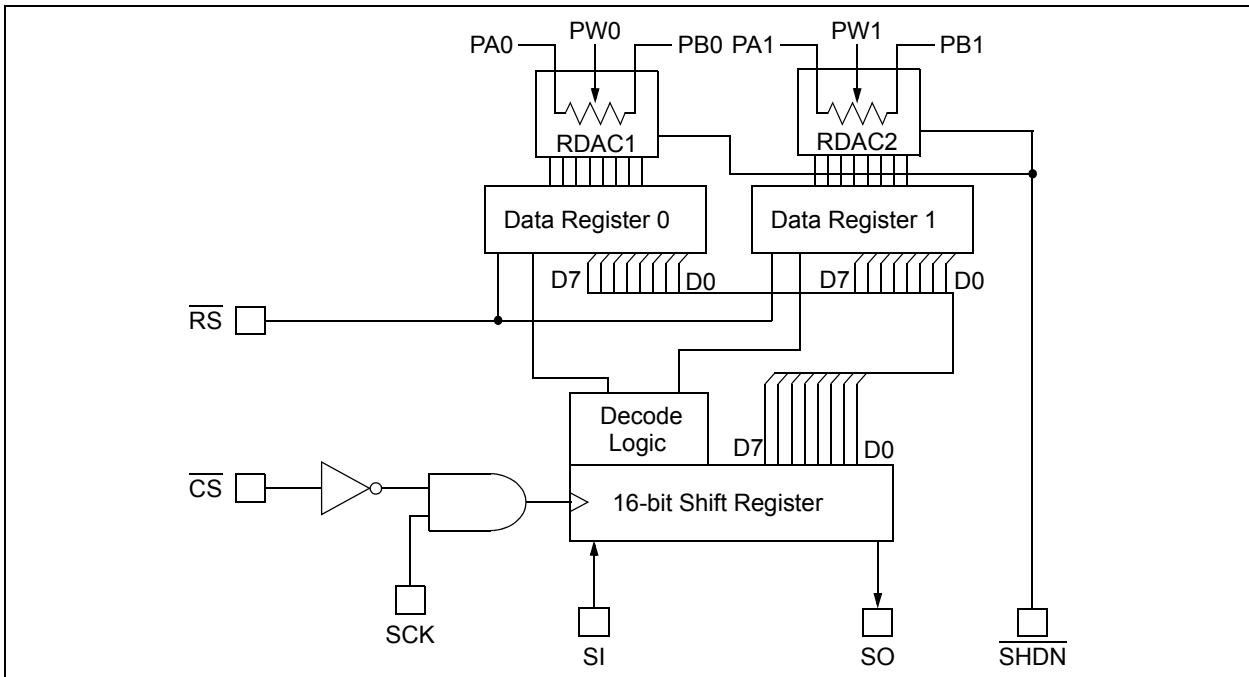 PA0 PW0 PB0 PA1 PW1 PB1
RDAC1 RDAC2
Data Register 0 Data Register 1
D7 D0 D7 D0
RS
Decode
Logic
D7 D0
CS
16-bit Shift Register
SCK
SI SO SHDN